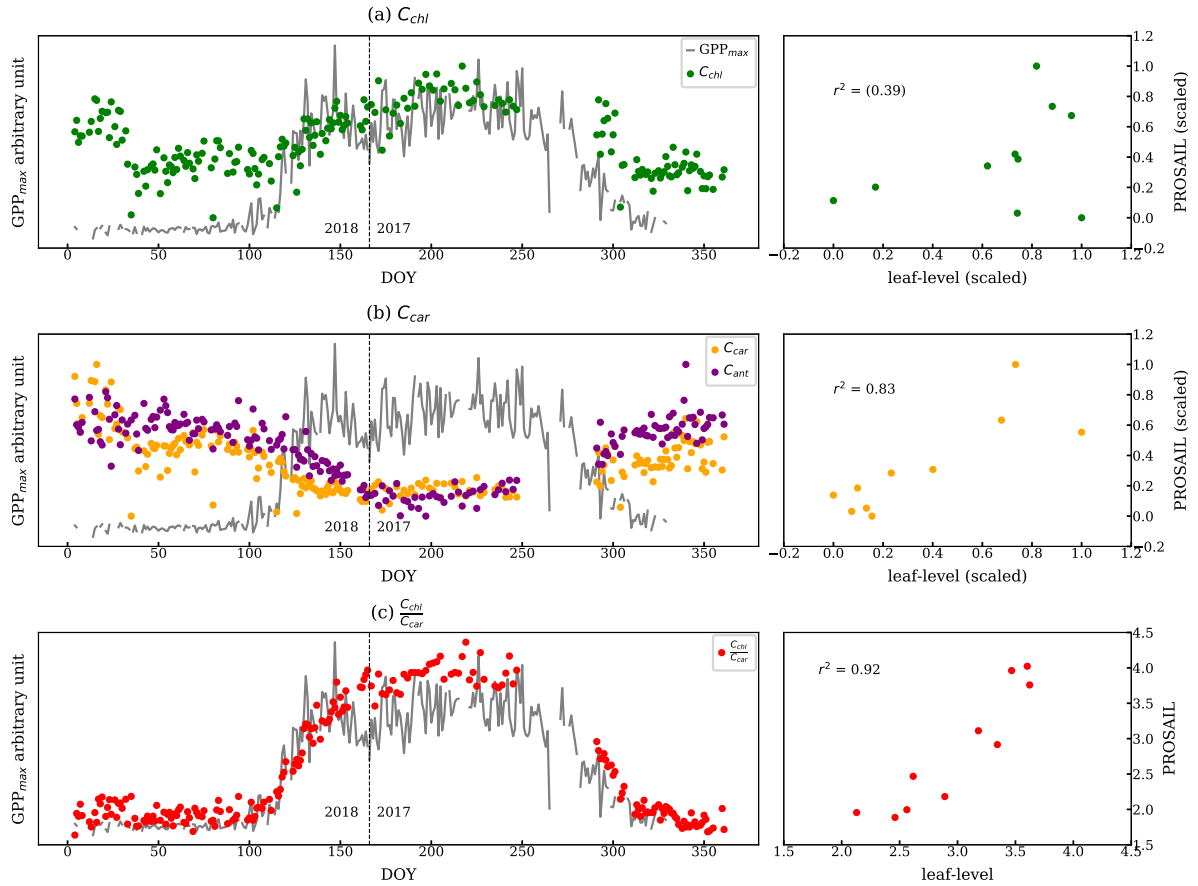 (a) C_chl
GPP_max arbitrary unit
GPP_max
C_chl
2018 2017
0 50 100 150 200 250 300 350
DOY
r² = (0.39)
1.2
1.0
0.8
0.6
0.4
0.2
0.0
−0.2
PROSAIL (scaled)
−0.2 0.0 0.2 0.4 0.6 0.8 1.0 1.2
leaf-level (scaled)
(b) C_car
GPP_max arbitrary unit
C_car
C_ant
2018 2017
0 50 100 150 200 250 300 350
DOY
r² = 0.83
1.2
1.0
0.8
0.6
0.4
0.2
0.0
−0.2
PROSAIL (scaled)
−0.2 0.0 0.2 0.4 0.6 0.8 1.0 1.2
leaf-level (scaled)
(c) C_chl/C_car
GPP_max arbitrary unit
C_chl/C_car
2018 2017
0 50 100 150 200 250 300 350
DOY
r² = 0.92
4.5
4.0
3.5
3.0
2.5
2.0
1.5
PROSAIL
1.5 2.0 2.5 3.0 3.5 4.0 4.5
leaf-level